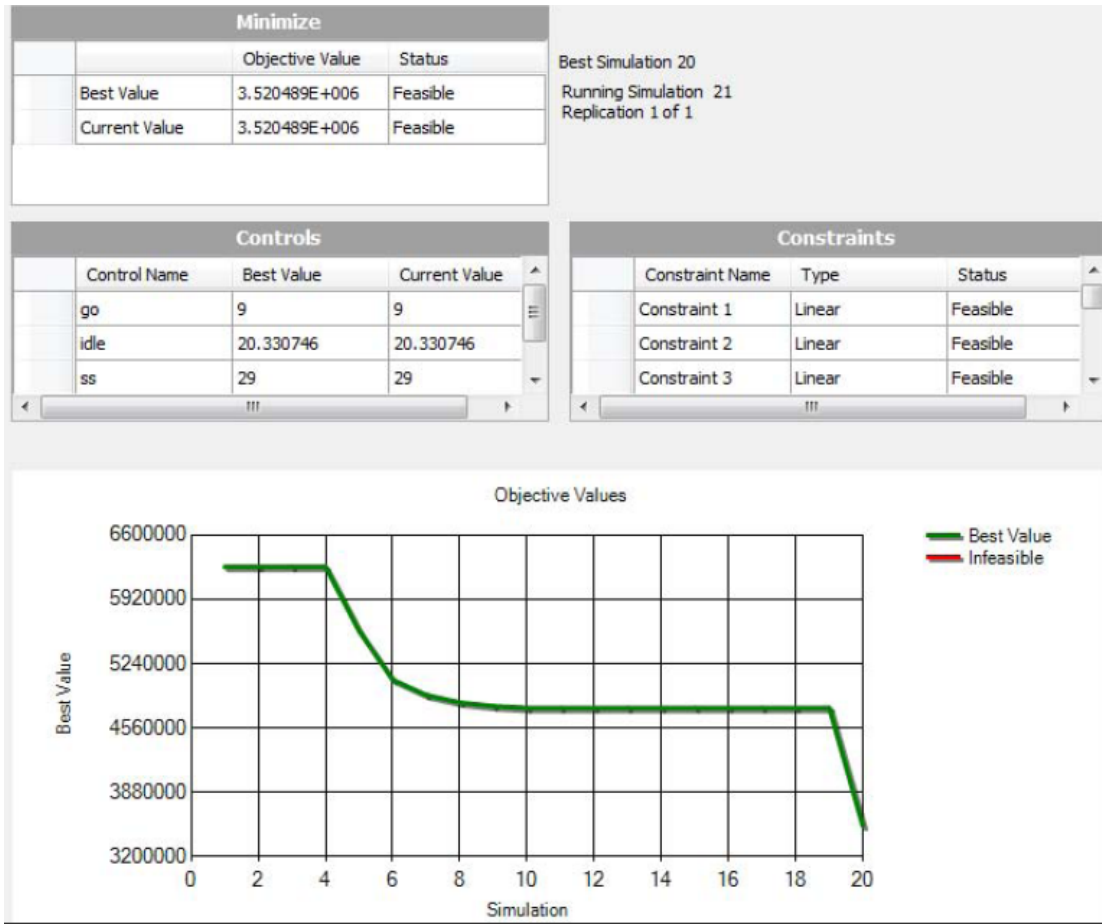 Minimize
Objective Value Status
Best Value 3.520489E+006 Feasible
Current Value 3.520489E+006 Feasible
Best Simulation 20
Running Simulation 21
Replication 1 of 1
Controls
Control Name Best Value Current Value
go 9 9
idle 20.330746 20.330746
ss 29 29
Constraints
Constraint Name Type Status
Constraint 1 Linear Feasible
Constraint 2 Linear Feasible
Constraint 3 Linear Feasible
Objective Values
6600000
5920000
5240000
4560000
3880000
3200000
Best Value
0 2 4 6 8 10 12 14 16 18 20
Simulation
Best Value
Infeasible